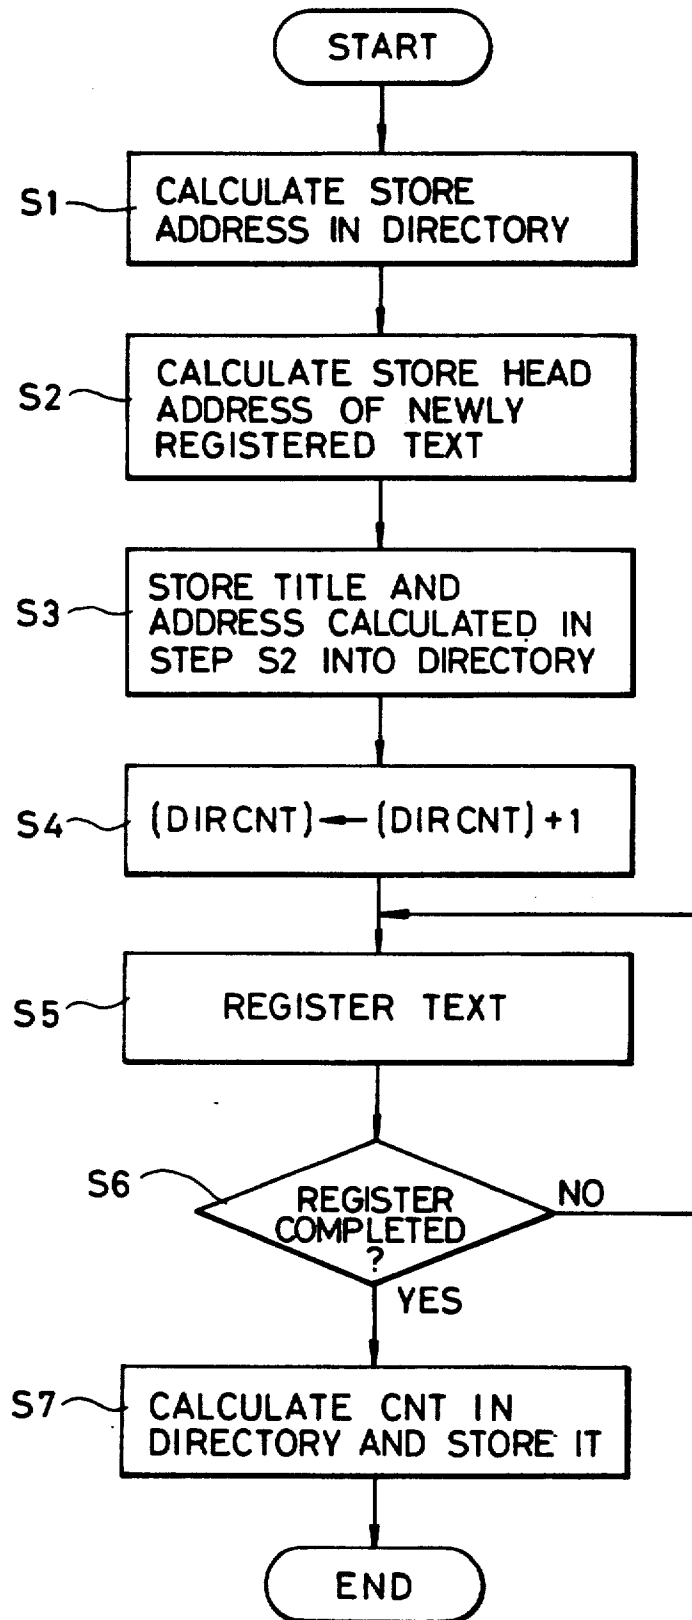 START
S1
CALCULATE STORE
ADDRESS IN DIRECTORY
S2
CALCULATE STORE HEAD
ADDRESS OF NEWLY
REGISTERED TEXT
S3
STORE TITLE AND
ADDRESS CALCULATED IN
STEP S2 INTO DIRECTORY
S4
(DIRCNT) ← (DIRCNT)+1
S5
REGISTER TEXT
S6
REGISTER
COMPLETED
?
NO
YES
S7
CALCULATE CNT IN
DIRECTORY AND STORE IT
END